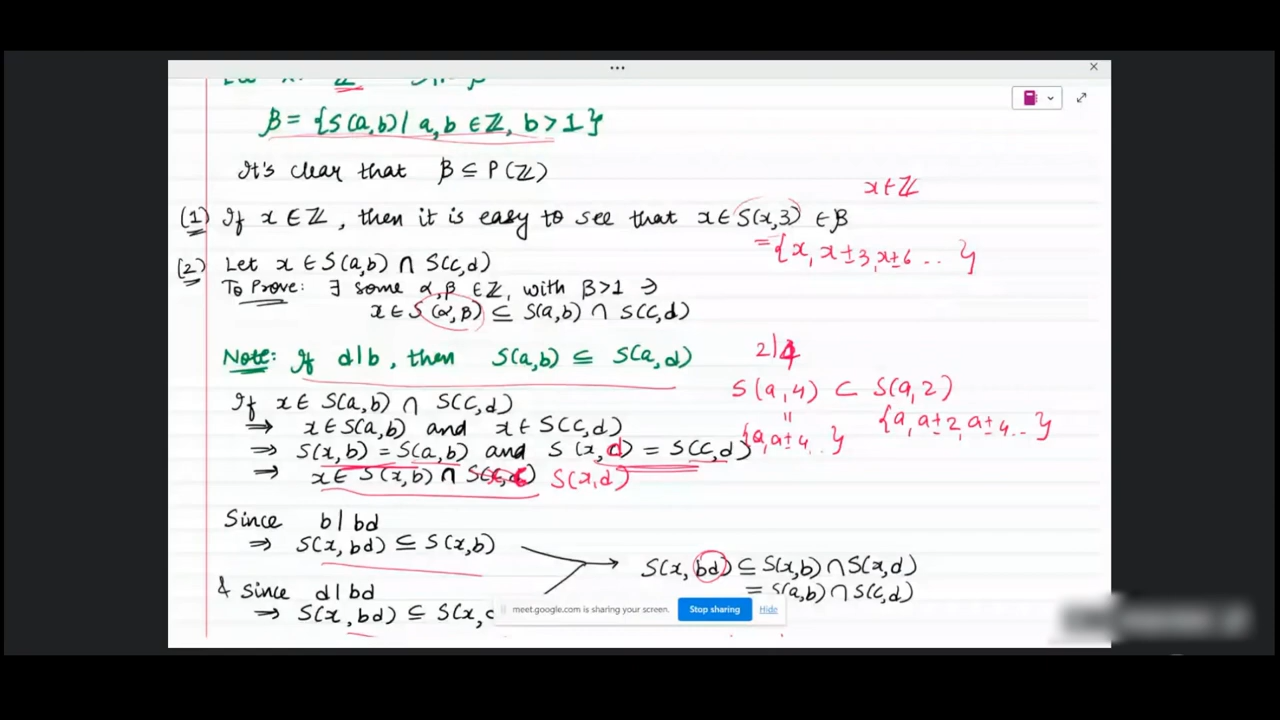 β = {S(a,b) | a,b ∈ ℤ, b > 1}
It's clear that β ⊆ P(ℤ)
x ∈ ℤ
(1) If x ∈ ℤ, then it is easy to see that x ∈ S(x,3) ∈ β
= {x, x±3, x±6 .. }
(2) Let x ∈ S(a,b) ∩ S(c,d)
To Prove: ∃ some α,β ∈ ℤ, with β>1 ∋
x ∈ S(α,β) ⊆ S(a,b) ∩ S(c,d)
Note: If d|b, then S(a,b) ⊆ S(a,d)
2|4
S(a,4) ⊂ S(a,2)
"
{a, a±4..}
{a, a±2, a±4...}
If x ∈ S(a,b) ∩ S(c,d)
⇒ x ∈ S(a,b) and x ∈ S(c,d)
⇒ S(x,b) = S(a,b) and S(x,d) = S(c,d)
⇒ x ∈ S(x,b) ∩ S(x,d)
Since b|bd
⇒ S(x,bd) ⊆ S(x,b)
S(x,bd) ⊆ S(x,b) ∩ S(x,d)
= S(a,b) ∩ S(c,d)
& Since d|bd
⇒ S(x,bd) ⊆ S(x,
meet.google.com is sharing your screen.
Stop sharing
Hide